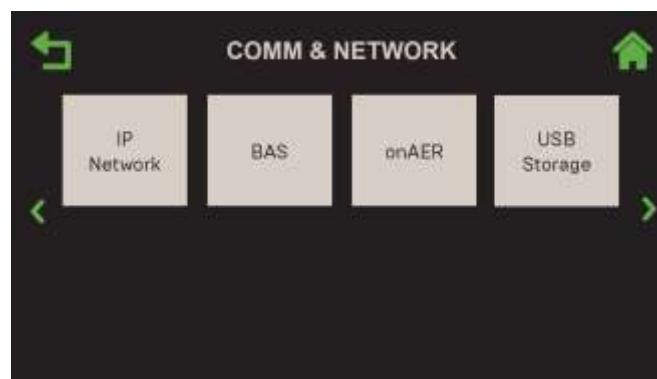 COMM & NETWORK
IP
Network
BAS
onAER
USB
Storage